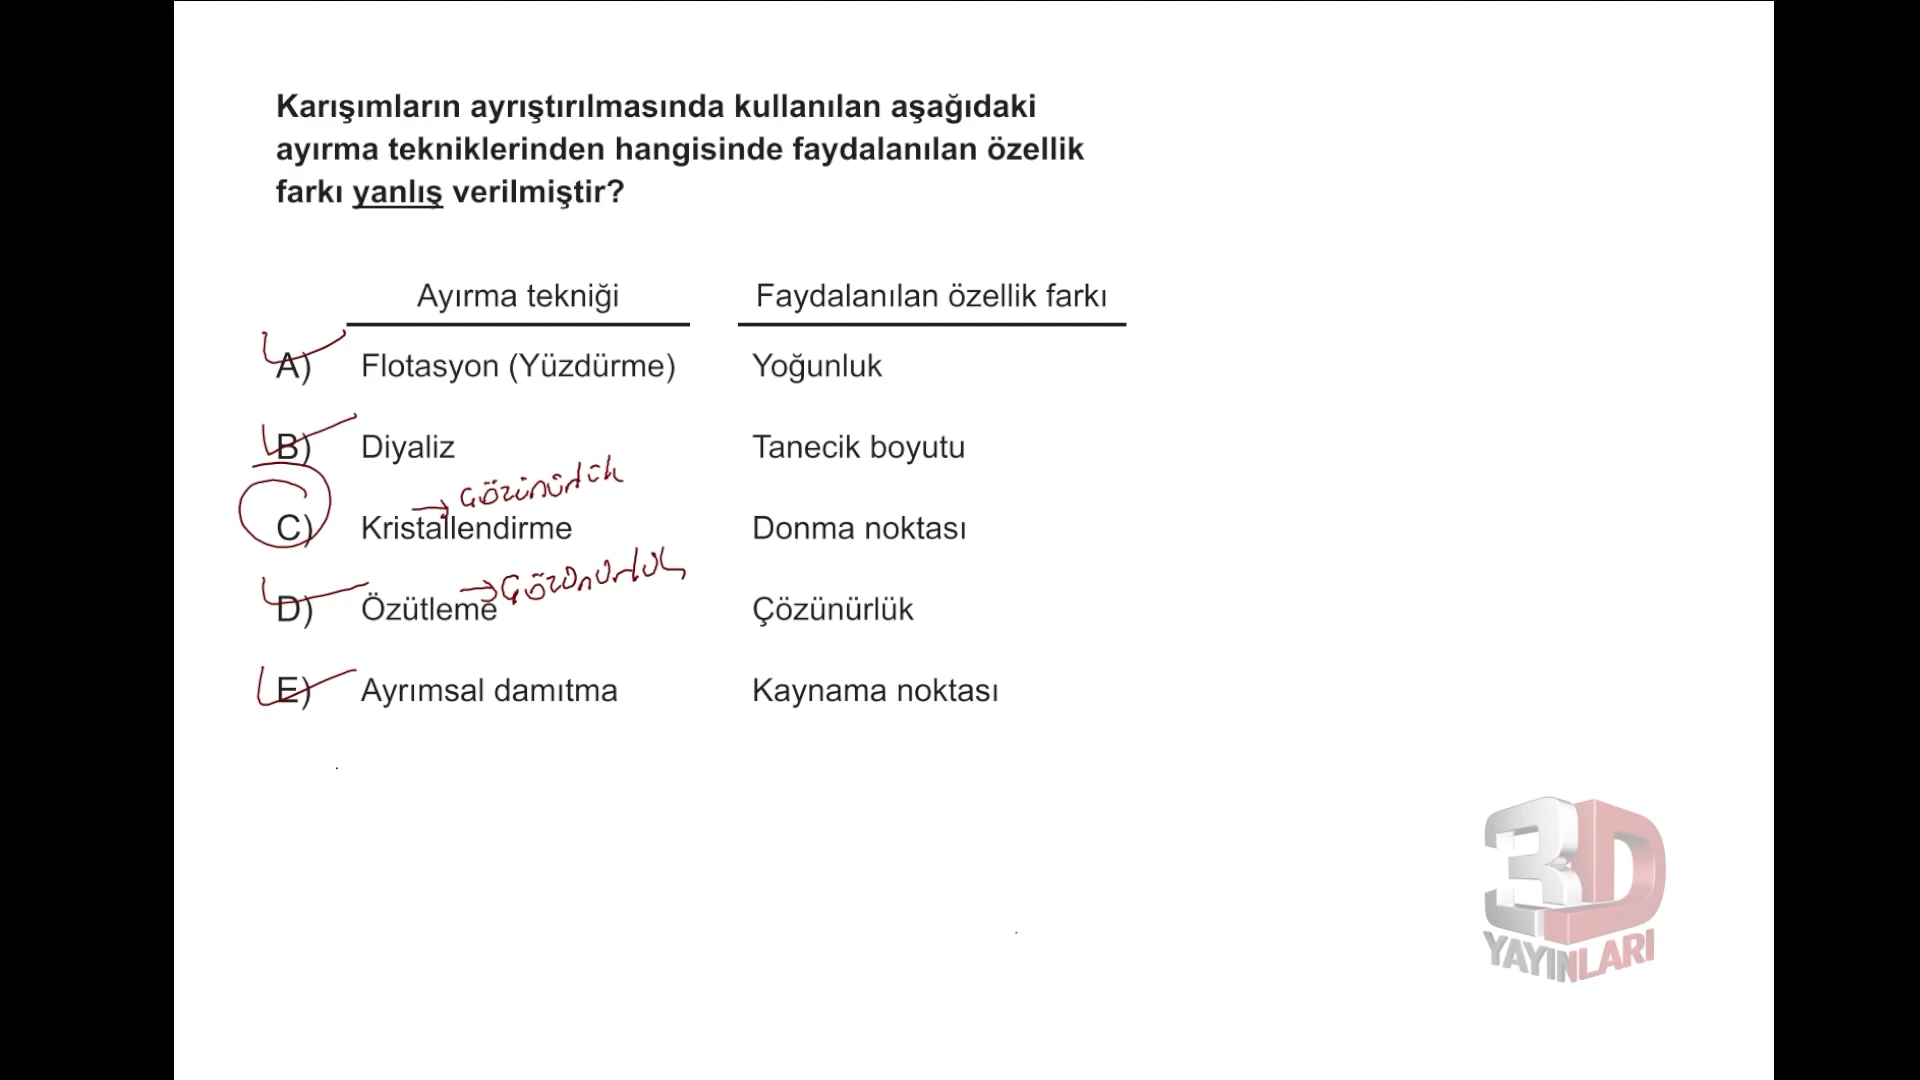 Karışımların ayrıştırılmasında kullanılan aşağıdaki
ayırma tekniklerinden hangisinde faydalanılan özellik
farkı yanlış verilmiştir?
Ayırma tekniği Faydalanılan özellik farkı
A) Flotasyon (Yüzdürme) Yoğunluk
B) Diyaliz Tanecik boyutu
→ çözünürlük
C) Kristallendirme Donma noktası
→ Çözünürlük
D) Özütleme Çözünürlük
E) Ayrımsal damıtma Kaynama noktası
3D
YAYINLARI